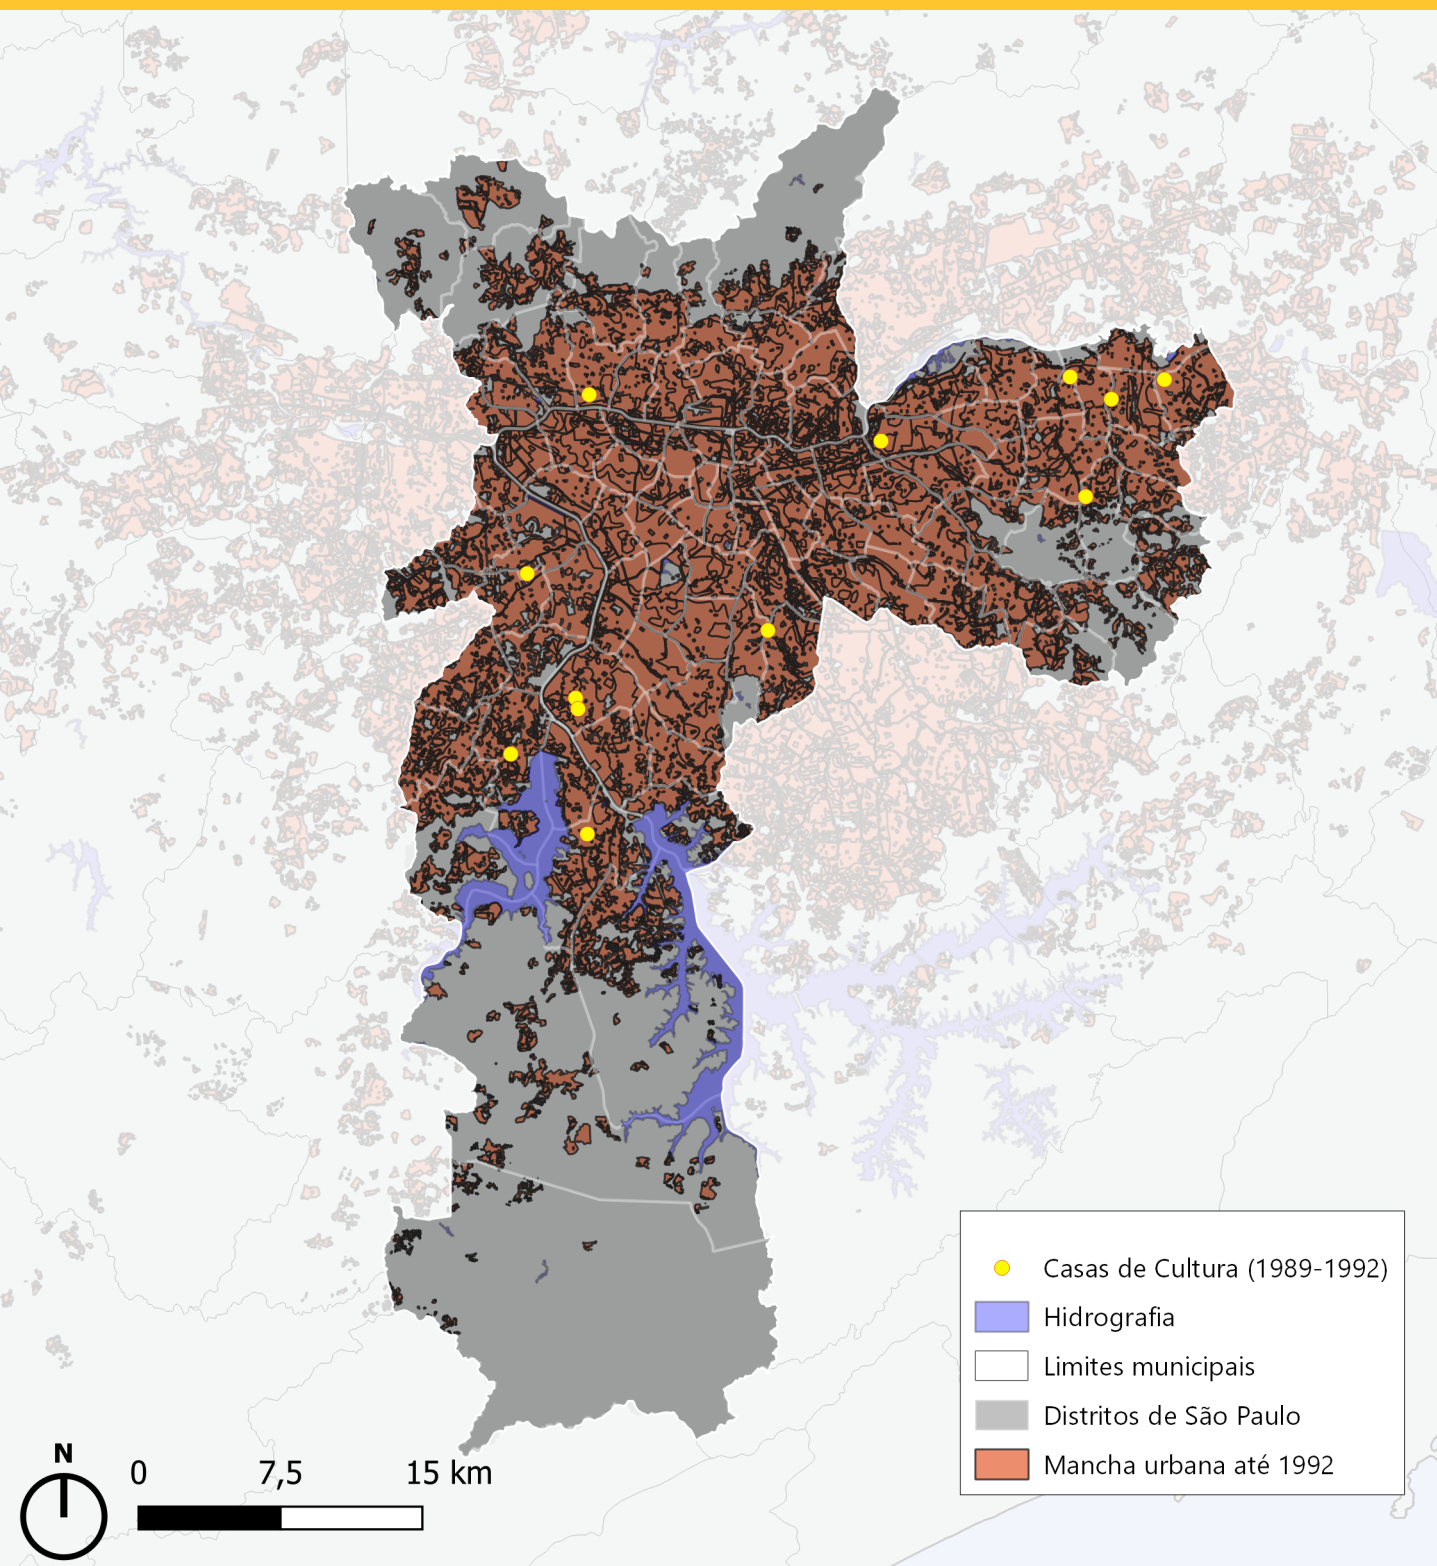 Casas de Cultura (1989-1992)
Hidrografia
Limites municipais
Distritos de São Paulo
Mancha urbana até 1992
N
0 7,5 15 km